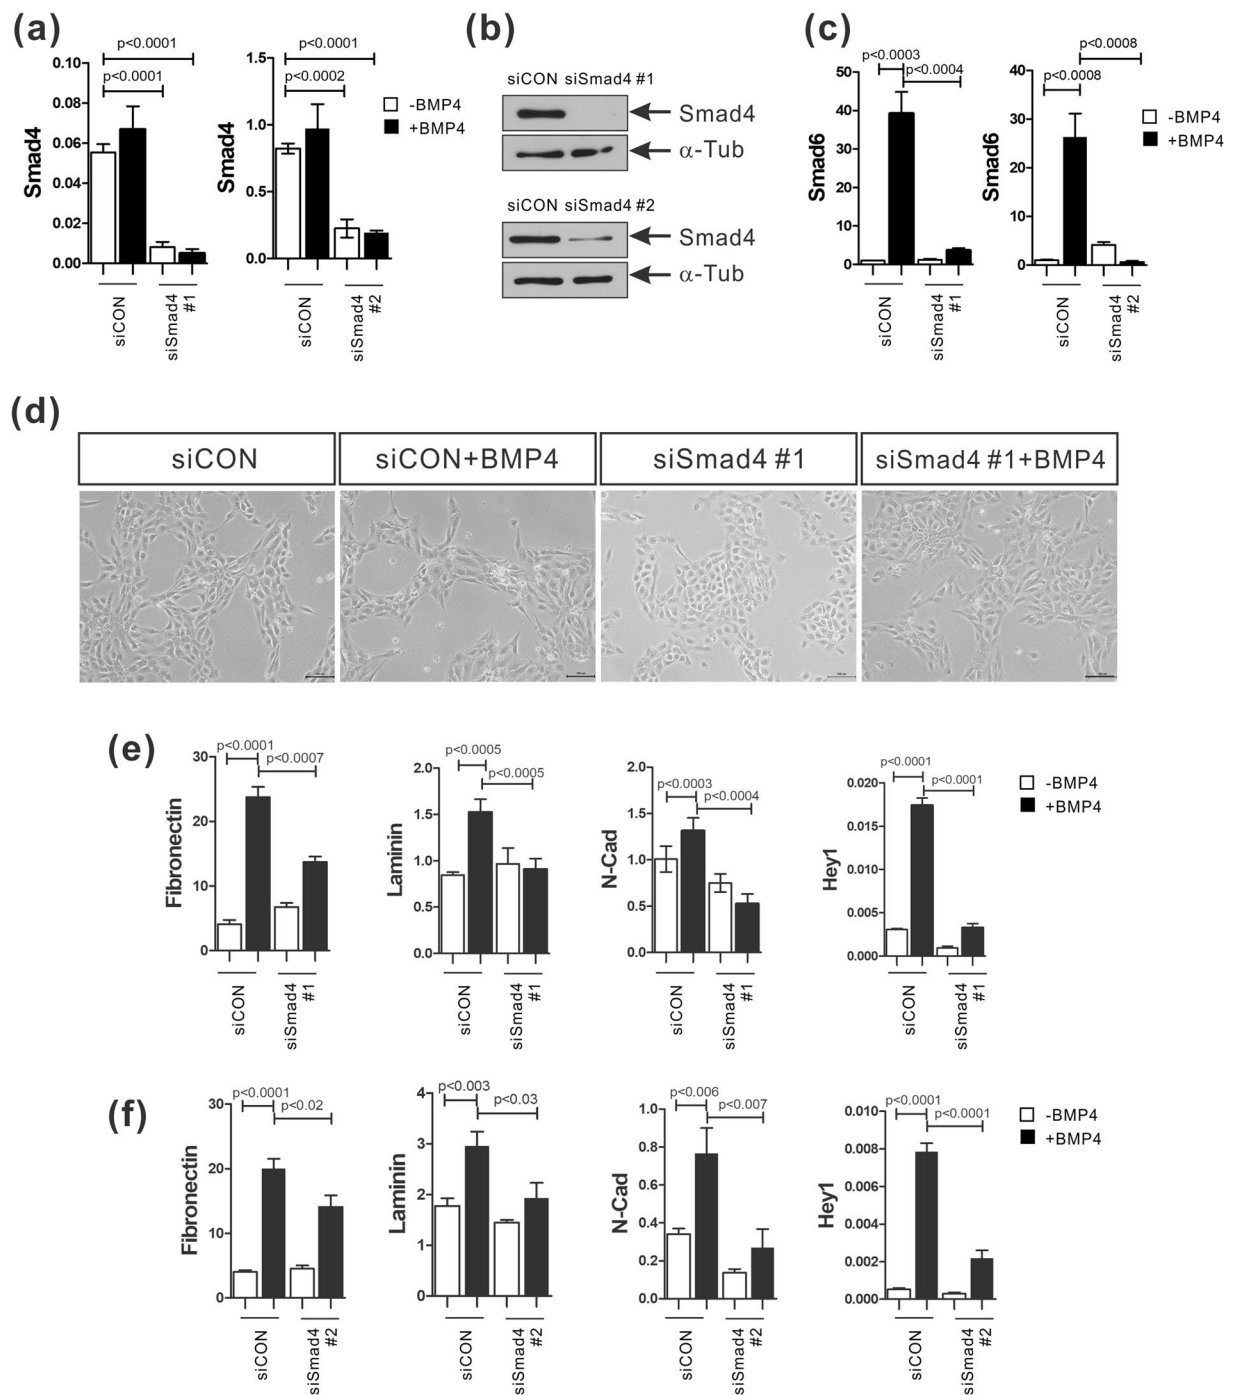 (a)
p<0.0001
p<0.0001
0.10
0.08
0.06
0.04
0.02
0.00
Smad4
siCON
siSmad4
#1
p<0.0001
p<0.0002
1.5
1.0
0.5
0.0
Smad4
siCON
siSmad4
#2
-BMP4
+BMP4
(b)
siCON siSmad4 #1
Smad4
α-Tub
siCON siSmad4 #2
Smad4
α-Tub
(c)
p<0.0003
p<0.0004
50
40
30
20
10
0
Smad6
siCON
siSmad4
#1
p<0.0008
p<0.0008
40
30
20
10
0
Smad6
siCON
siSmad4
#2
-BMP4
+BMP4
(d)
siCON
siCON+BMP4
siSmad4 #1
siSmad4 #1+BMP4
(e)
p<0.0001
p<0.0007
30
20
10
0
Fibronectin
siCON
siSmad4
#1
p<0.0005
p<0.0005
2.0
1.5
1.0
0.5
0.0
Laminin
siCON
siSmad4
#1
p<0.0003
p<0.0004
2.0
1.5
1.0
0.5
0.0
N-Cad
siCON
siSmad4
#1
p<0.0001
p<0.0001
0.020
0.015
0.010
0.005
0.000
Hey1
siCON
siSmad4
#1
-BMP4
+BMP4
(f)
p<0.0001
p<0.02
30
20
10
0
Fibronectin
siCON
siSmad4
#2
p<0.003
p<0.03
4
3
2
1
0
Laminin
siCON
siSmad4
#2
p<0.006
p<0.007
1.0
0.8
0.6
0.4
0.2
0.0
N-Cad
siCON
siSmad4
#2
p<0.0001
p<0.0001
0.010
0.008
0.006
0.004
0.002
0.000
Hey1
siCON
siSmad4
#2
-BMP4
+BMP4